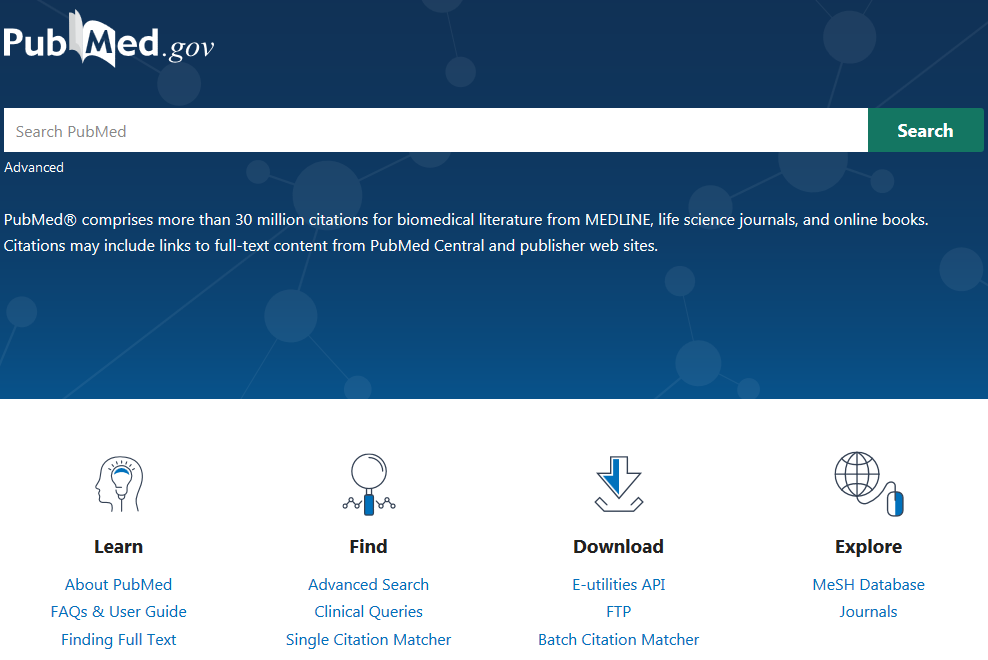 PubMed.gov
Search PubMed
Search
Advanced
PubMed® comprises more than 30 million citations for biomedical literature from MEDLINE, life science journals, and online books.
Citations may include links to full-text content from PubMed Central and publisher web sites.
Learn
About PubMed
FAQs & User Guide
Finding Full Text
Find
Advanced Search
Clinical Queries
Single Citation Matcher
Download
E-utilities API
FTP
Batch Citation Matcher
Explore
MeSH Database
Journals